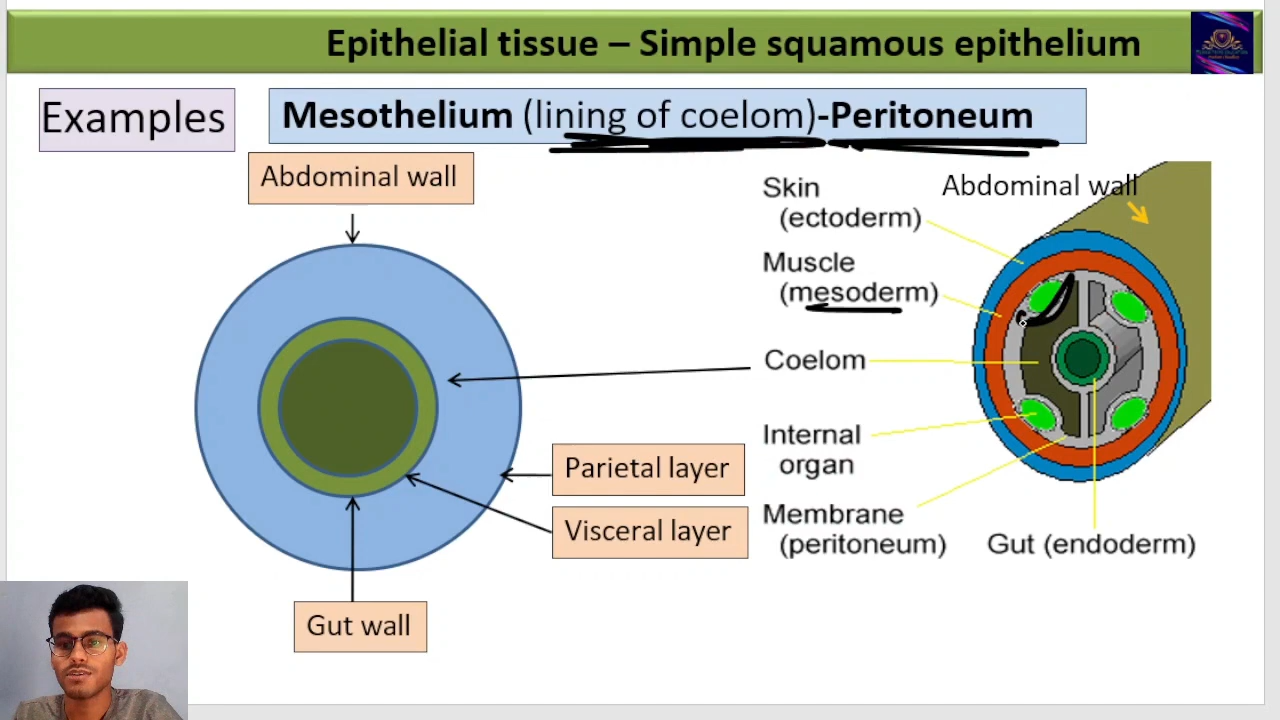 Epithelial tissue – Simple squamous epithelium
Examples
Mesothelium (lining of coelom)-Peritoneum
Abdominal wall
Skin
(ectoderm)
Abdominal wall
Muscle
(mesoderm)
Coelom
Internal
organ
Parietal layer
Visceral layer
Membrane
(peritoneum)
Gut (endoderm)
Gut wall